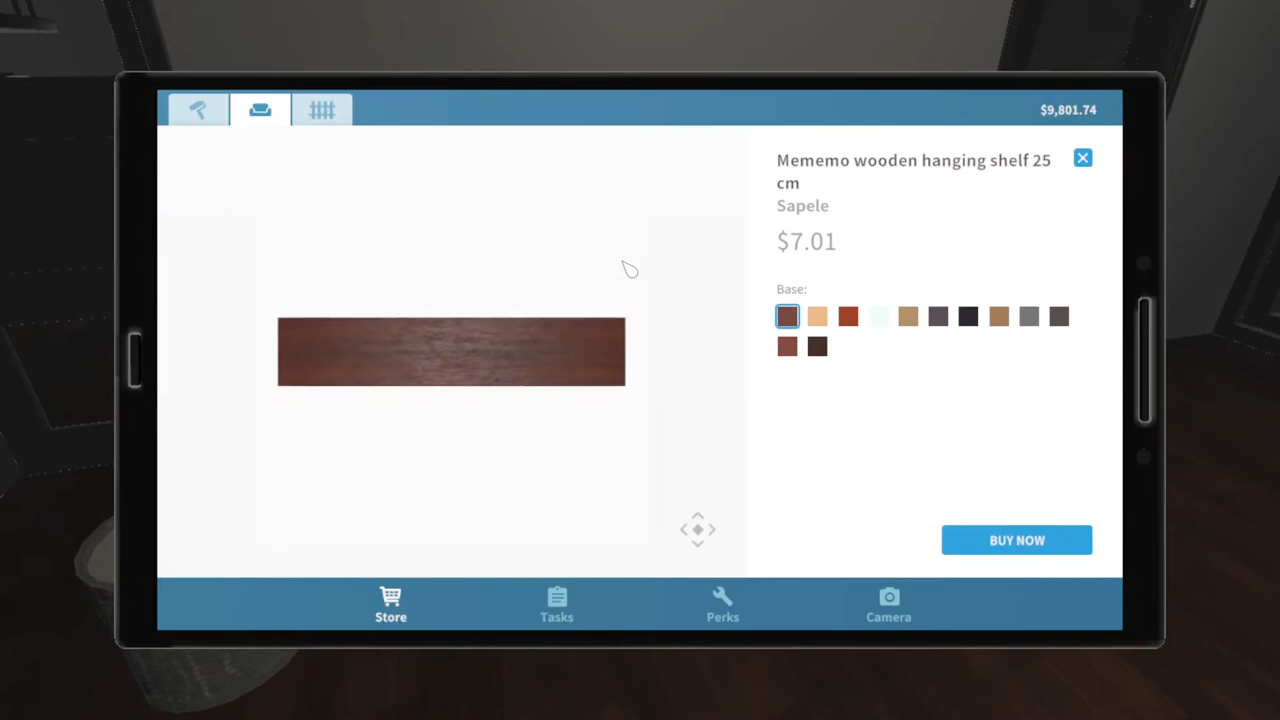 $9,801.74
Mememo wooden hanging shelf 25
cm
Sapele
$7.01
Base:
BUY NOW
Store
Tasks
Perks
Camera